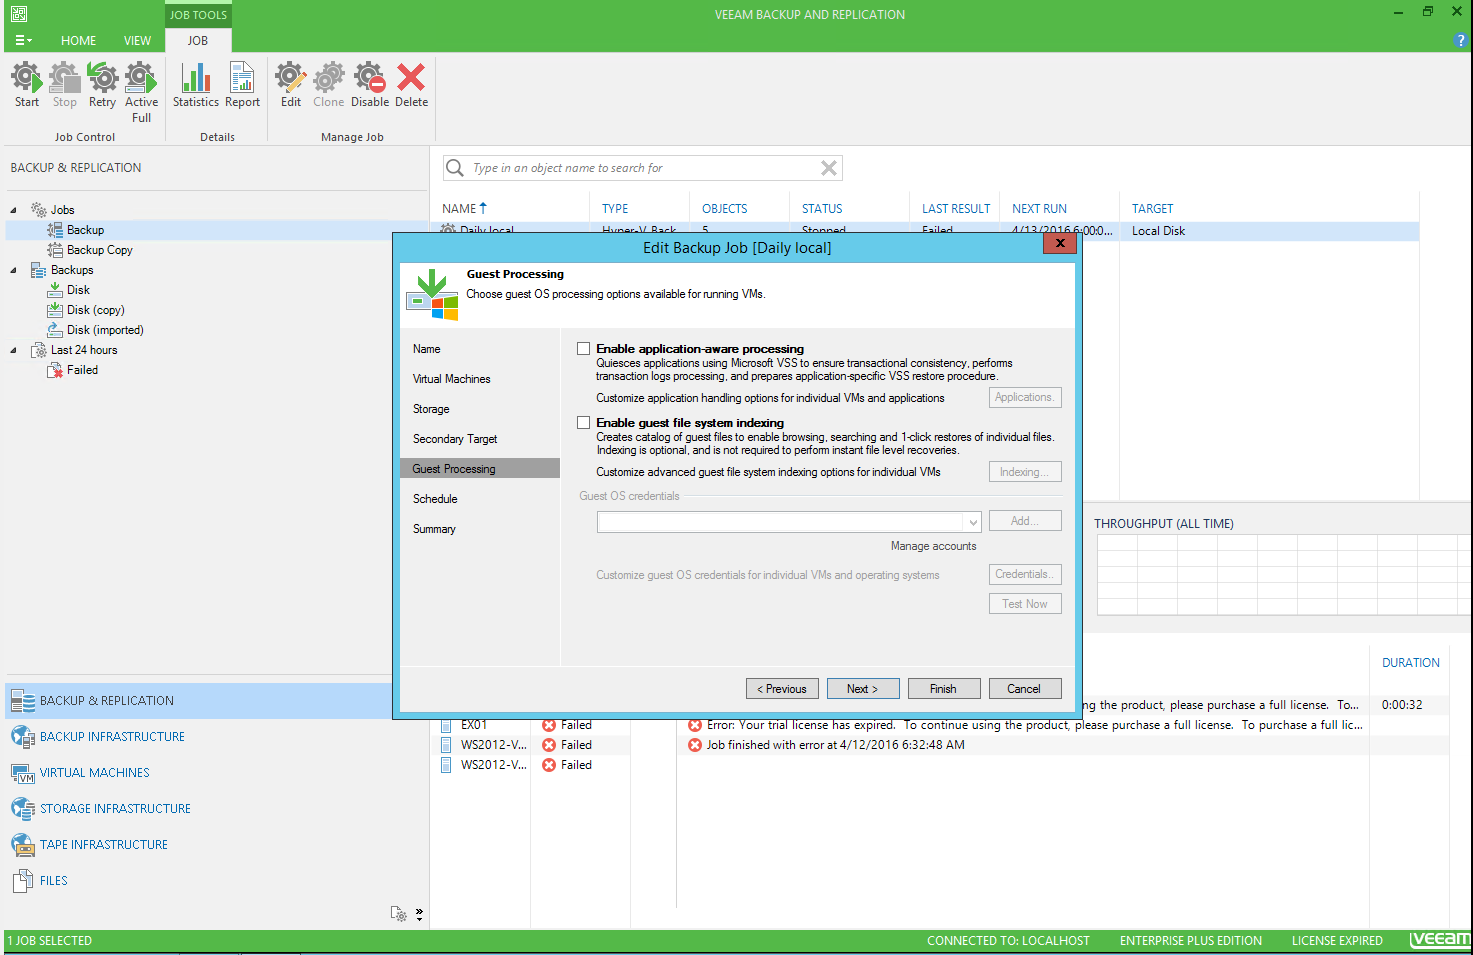 JOB TOOLS
VEEAM BACKUP AND REPLICATION
HOME VIEW JOB
?
Start Stop Retry Active Full Statistics Report Edit Clone Disable Delete
Job Control Details Manage Job
BACKUP & REPLICATION
Type in an object name to search for
Jobs
Backup
Backup Copy
Backups
Disk
Disk (copy)
Disk (imported)
Last 24 hours
Failed
NAME TYPE OBJECTS STATUS LAST RESULT NEXT RUN TARGET
Daily local Hyper-V Back... 5 Stopped Failed 4/13/2016 6:00:0... Local Disk
Edit Backup Job [Daily local]
x
Guest Processing
Choose guest OS processing options available for running VMs.
Name
Virtual Machines
Storage
Secondary Target
Guest Processing
Schedule
Summary
Enable application-aware processing
Quiesces applications using Microsoft VSS to ensure transactional consistency, performs
transaction logs processing, and prepares application-specific VSS restore procedure.
Customize application handling options for individual VMs and applications
Applications.
Enable guest file system indexing
Creates catalog of guest files to enable browsing, searching and 1-click restores of individual files.
Indexing is optional, and is not required to perform instant file level recoveries.
Customize advanced guest file system indexing options for individual VMs
Indexing...
Guest OS credentials
Add...
Manage accounts
Customize guest OS credentials for individual VMs and operating systems
Credentials..
Test Now
< Previous Next > Finish Cancel
THROUGHPUT (ALL TIME)
DURATION
ng the product, please purchase a full license. To... 0:00:32
EX01 Failed Error: Your trial license has expired. To continue using the product, please purchase a full license. To purchase a full lic...
WS2012-V... Failed Job finished with error at 4/12/2016 6:32:48 AM
WS2012-V... Failed
BACKUP & REPLICATION
BACKUP INFRASTRUCTURE
VM VIRTUAL MACHINES
STORAGE INFRASTRUCTURE
TAPE INFRASTRUCTURE
FILES
1 JOB SELECTED
CONNECTED TO: LOCALHOST ENTERPRISE PLUS EDITION LICENSE EXPIRED veeam